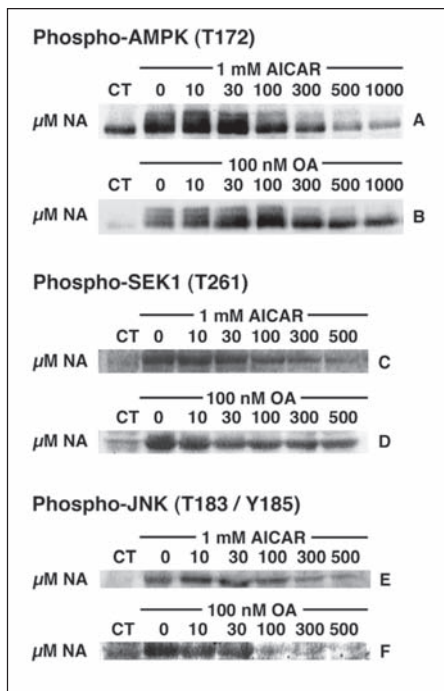 Phospho-AMPK (T172)
1 mM AICAR
CT 0 10 30 100 300 500 1000
µM NA A
100 nM OA
CT 0 10 30 100 300 500 1000
µM NA B
Phospho-SEK1 (T261)
1 mM AICAR
CT 0 10 30 100 300 500
µM NA C
100 nM OA
CT 0 10 30 100 300 500
µM NA D
Phospho-JNK (T183 / Y185)
1 mM AICAR
CT 0 10 30 100 300 500
µM NA E
100 nM OA
CT 0 10 30 100 300 500
µM NA F